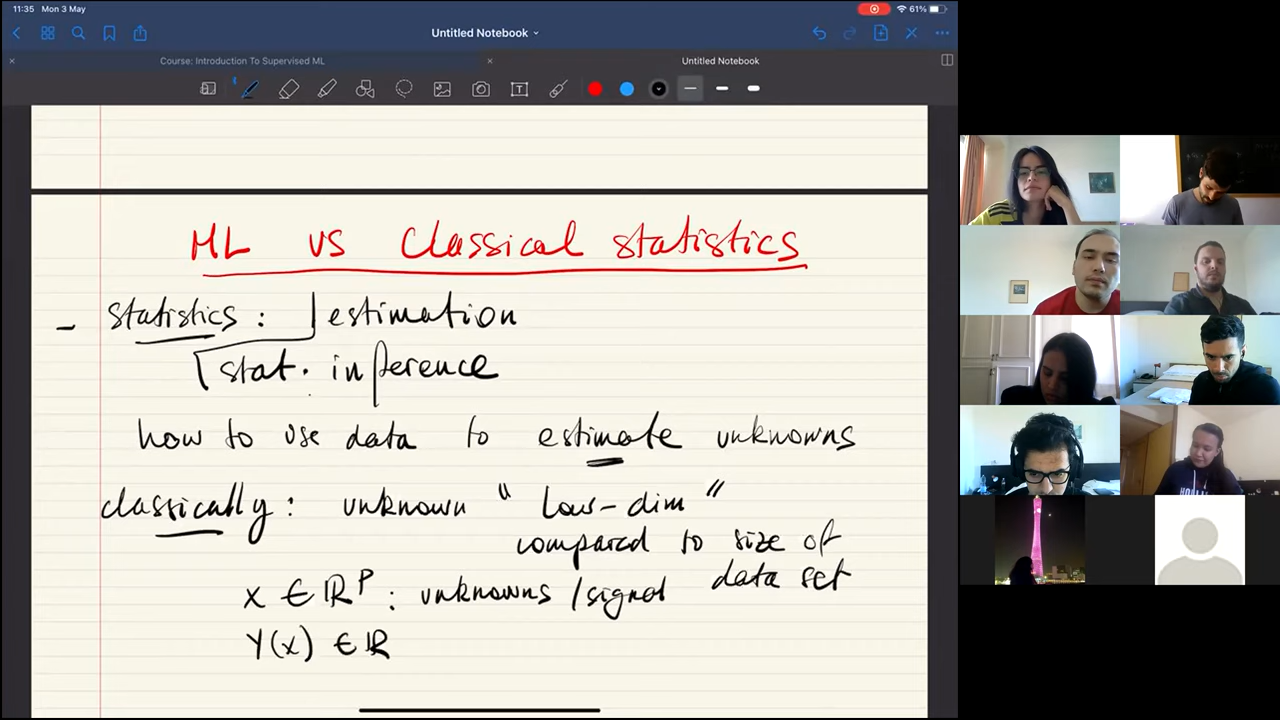 11:35 Mon 3 May
61%
Untitled Notebook
Course: Introduction To Supervised ML
Untitled Notebook
ML vs Classical statistics
- statistics: estimation
stat. inference
how to use data to estimate unknowns
classically: unknown "low-dim"
compared to size of
data set
x ∈ ℝᵖ : unknowns / signal
Y(x) ∈ ℝ